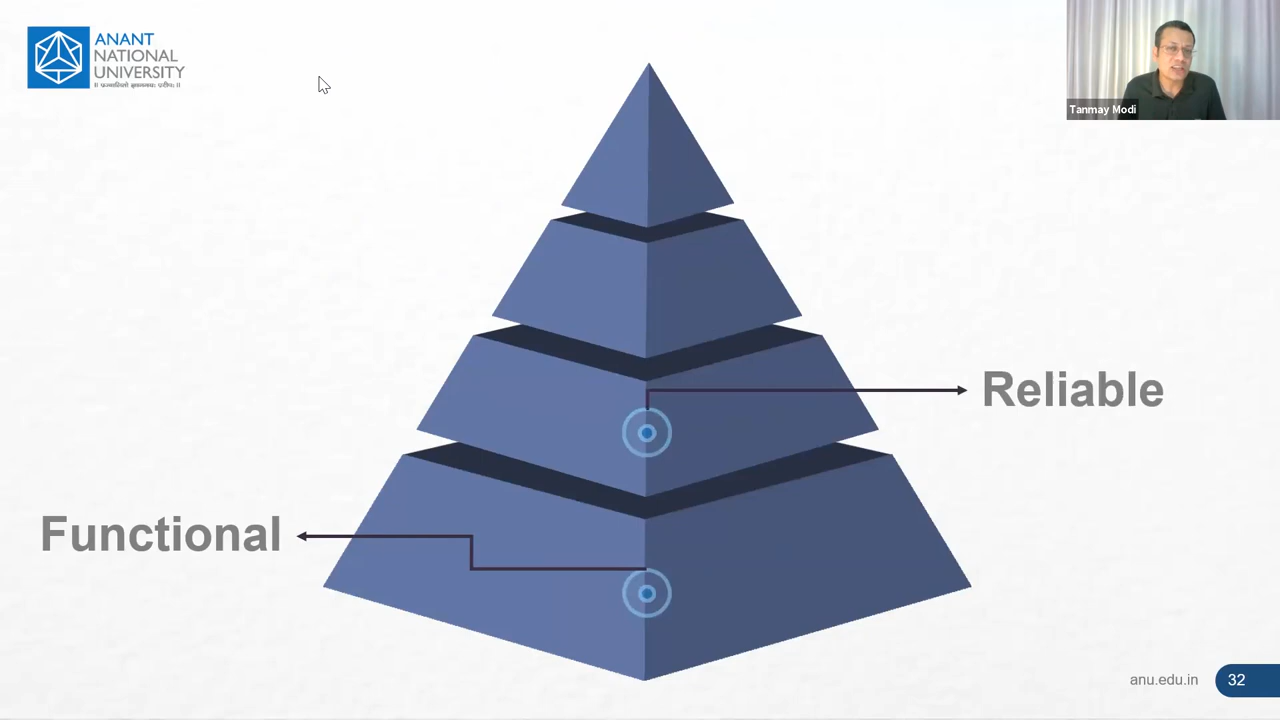 ANANT
NATIONAL
UNIVERSITY
Tanmay Modi
Reliable
Functional
anu.edu.in
32